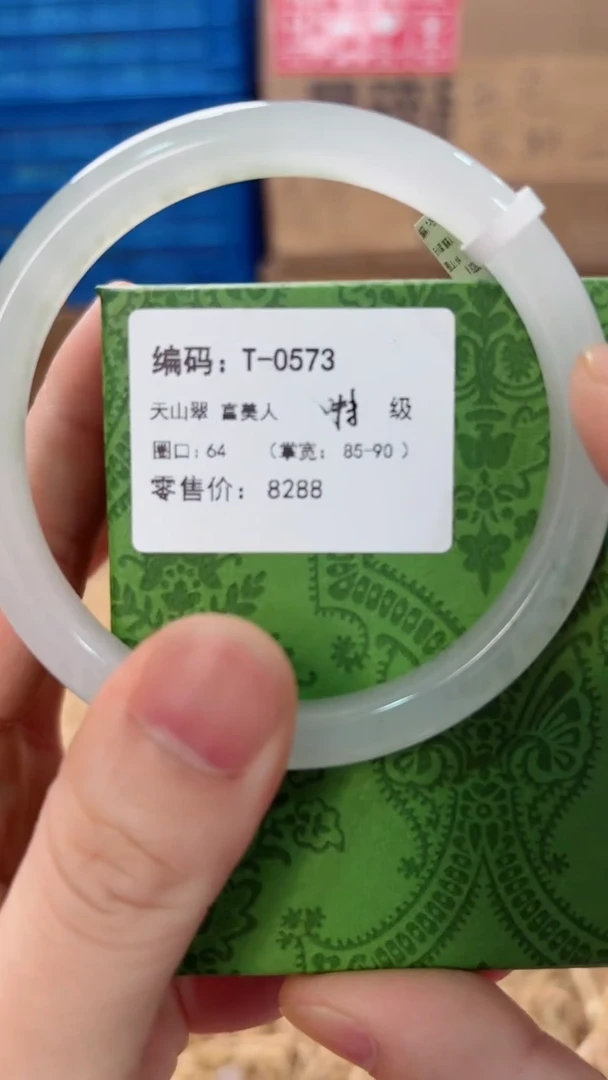 编码：T-0573
天山翠 富美人 特 级
圈口：64 （掌宽：85-90）
零售价：8288